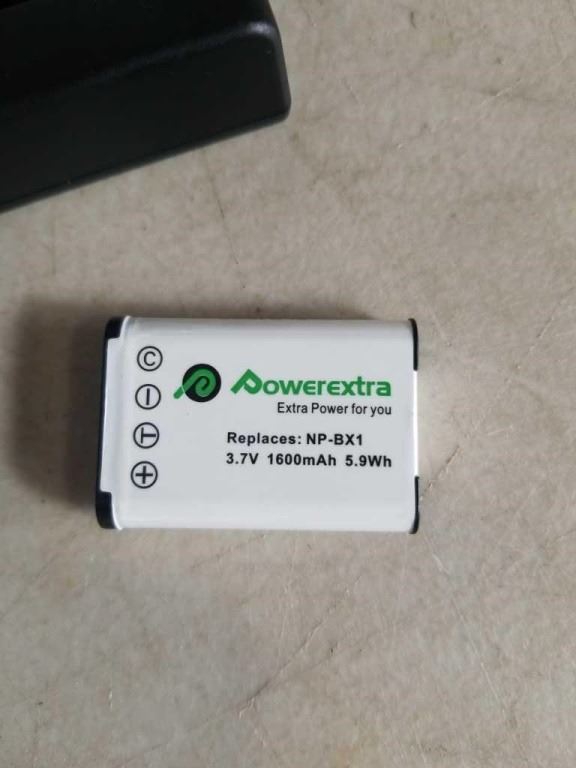 Powerextra
Extra Power for you
Replaces: NP-BX1
3.7V 1600mAh 5.9Wh
C
−
T
+